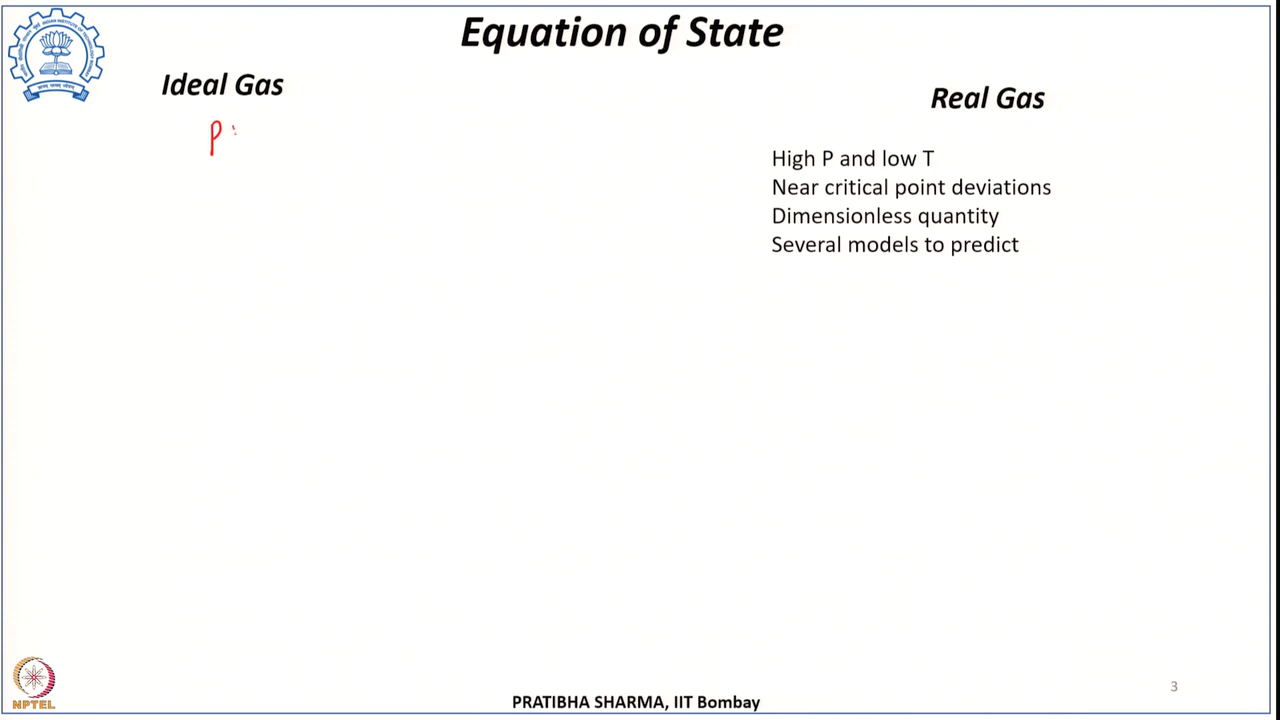 Equation of State
Ideal Gas
Real Gas
P
High P and low T
Near critical point deviations
Dimensionless quantity
Several models to predict
NPTEL
PRATIBHA SHARMA, IIT Bombay
3